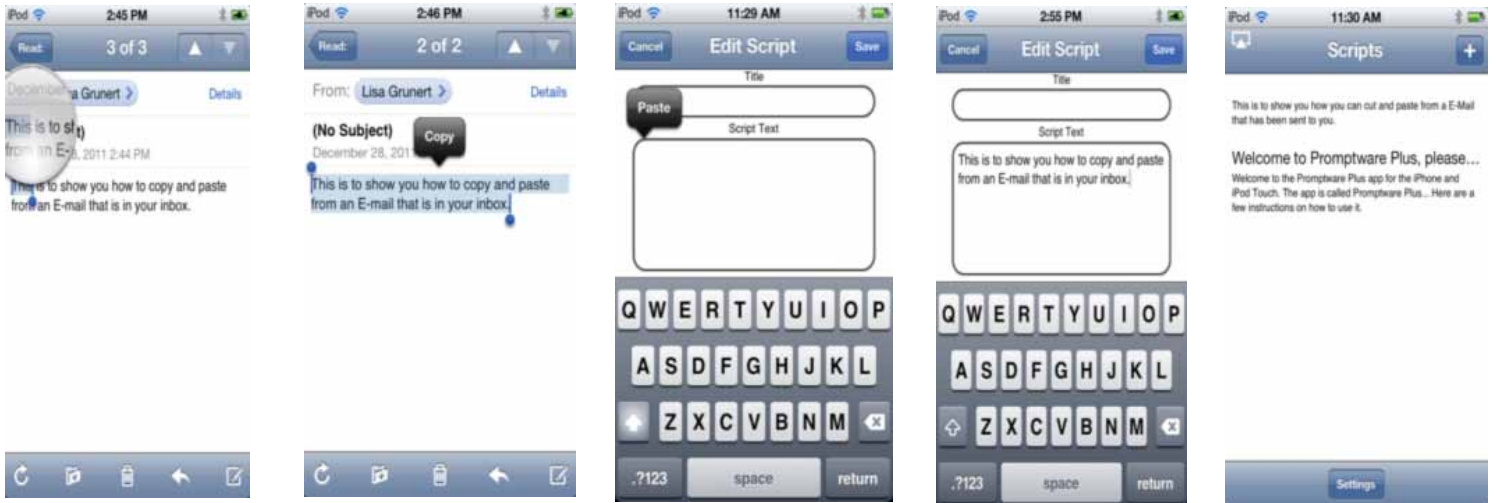 iPod 2:45 PM
Read: 3 of 3
December a Grunert Details
This is to sh t)
from an E- 8, 2011 2:44 PM
This is to show you how to copy and paste
from an E-mail that is in your inbox.
iPod 2:46 PM
Read: 2 of 2
From: Lisa Grunert Details
(No Subject) Copy
December 28, 201
This is to show you how to copy and paste
from an E-mail that is in your inbox.
iPod 11:29 AM
Cancel Edit Script Save
Title
Paste
Script Text
Q W E R T Y U I O P
A S D F G H J K L
Z X C V B N M
.?123 space return
iPod 2:55 PM
Cancel Edit Script Save
Title
Script Text
This is to show you how to copy and paste
from an E-mail that is in your inbox.
Q W E R T Y U I O P
A S D F G H J K L
Z X C V B N M
.?123 space return
iPod 11:30 AM
Scripts +
This is to show you how you can cut and paste from a E-Mail
that has been sent to you.
Welcome to Promptware Plus, please...
Welcome to the Promptware Plus app for the iPhone and
iPod Touch. The app is called Promptware Plus... Here are a
few instructions on how to use it.
Settings